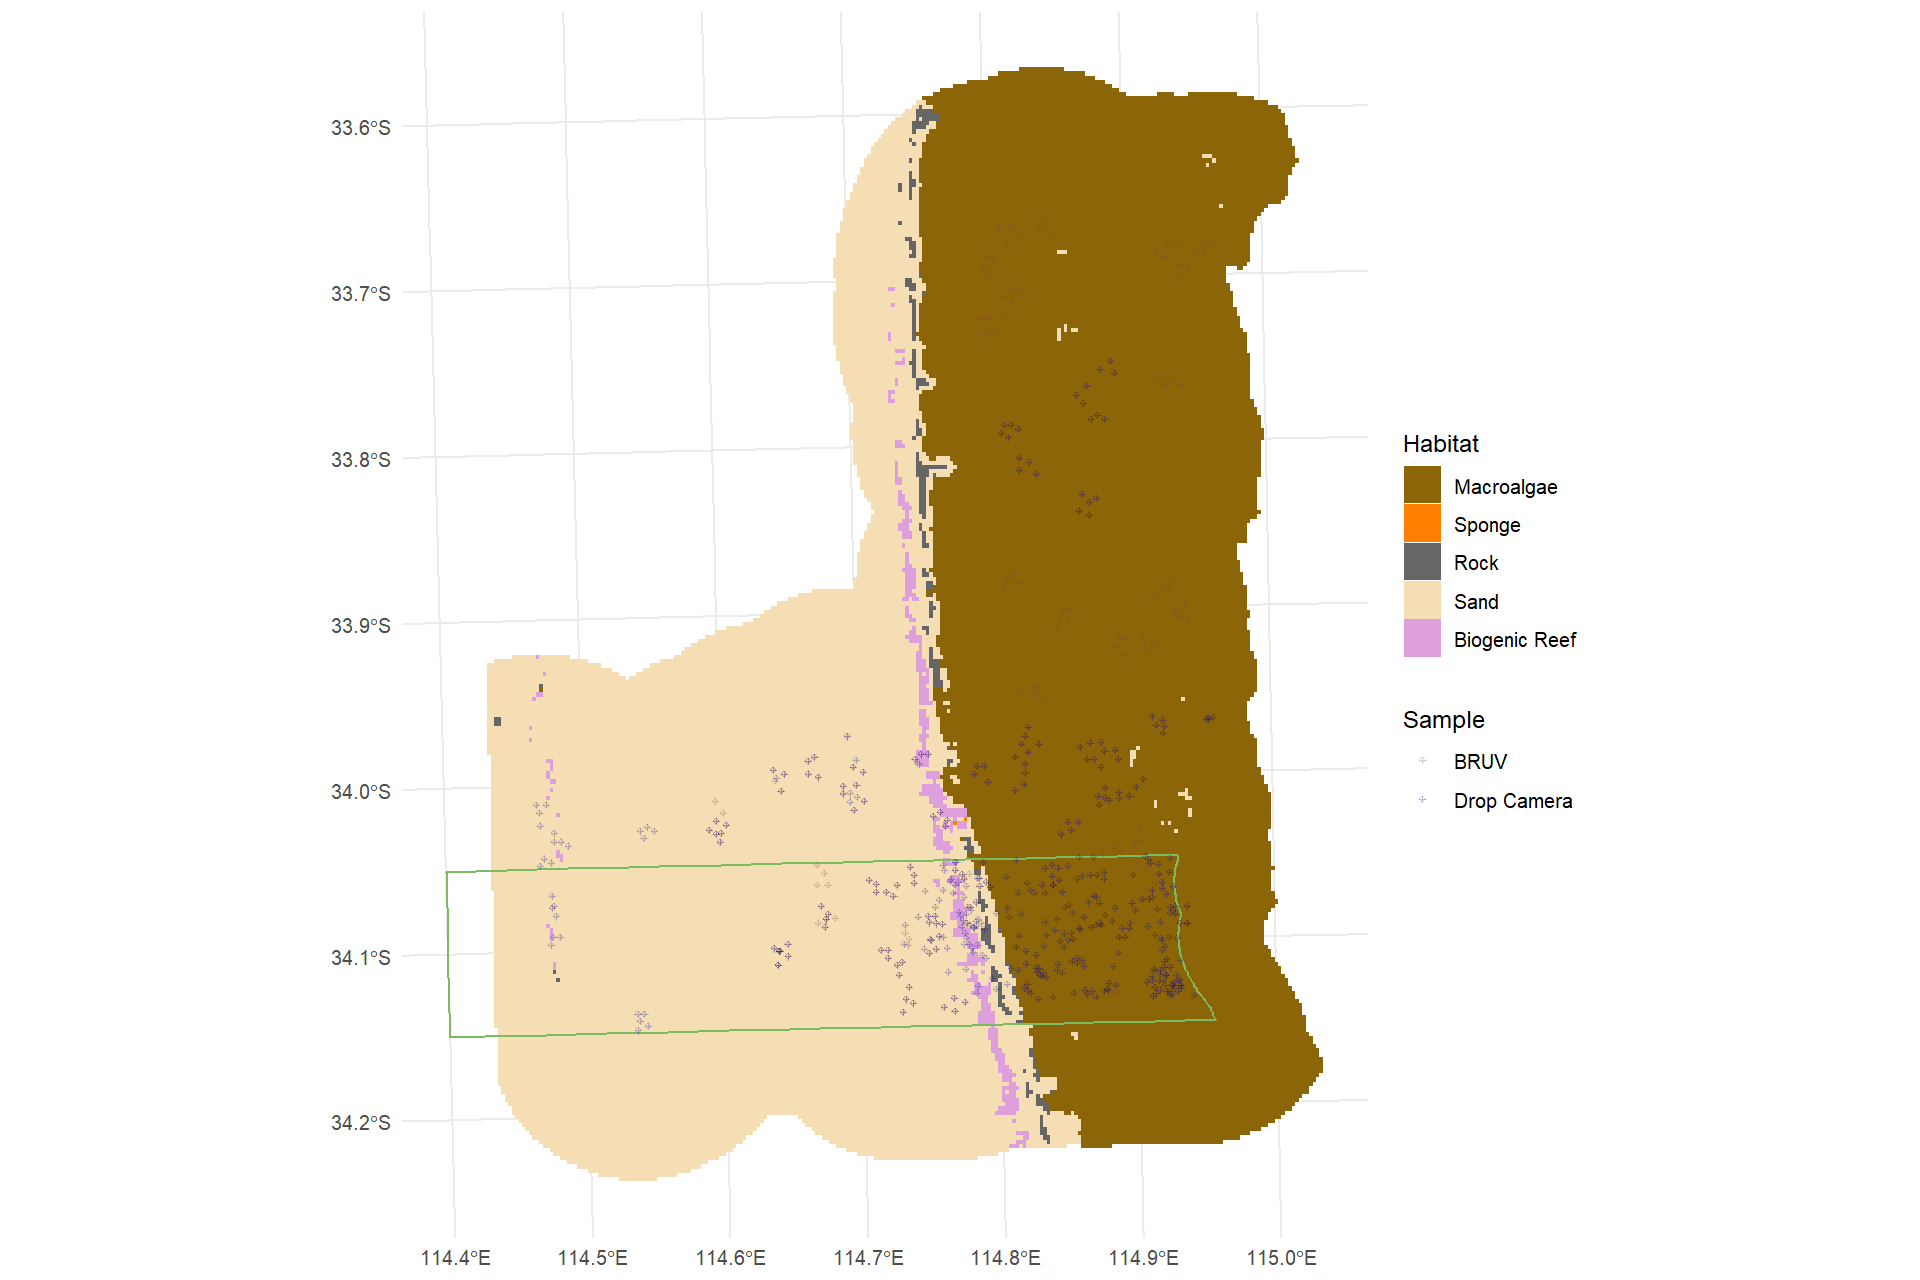 33.6°S
33.7°S
33.8°S
33.9°S
34.0°S
34.1°S
34.2°S
114.4°E 114.5°E 114.6°E 114.7°E 114.8°E 114.9°E 115.0°E
Habitat
Macroalgae
Sponge
Rock
Sand
Biogenic Reef
Sample
BRUV
Drop Camera